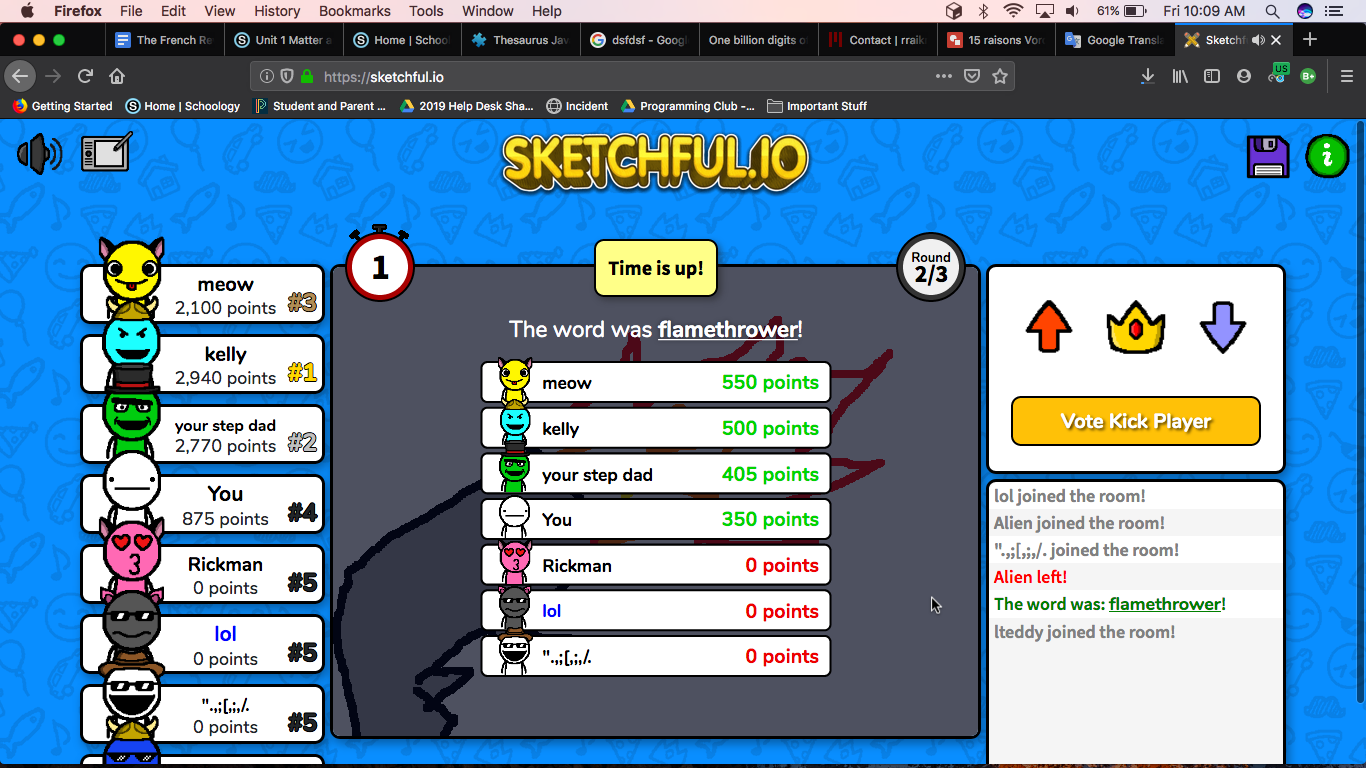 Firefox File Edit View History Bookmarks Tools Window Help 61% Fri 10:09 AM
The French Re Unit 1 Matter a Home | School Thesaurus Jav dsfdsf - Google One billion digits o Contact | rraik 15 raisons Vor Google Transla Sketchf
https://sketchful.io
US B+
Getting Started Home | Schoology Student and Parent ... 2019 Help Desk Sha... Incident Programming Club -... Important Stuff
SKETCHFUL.IO
i
1
Time is up!
Round
2/3
meow
2,100 points #3
kelly
2,940 points #1
your step dad
2,770 points #2
You
875 points #4
Rickman
0 points #5
lol
0 points #5
".,;[,;,/.
0 points #5
The word was flamethrower!
meow 550 points
kelly 500 points
your step dad 405 points
You 350 points
Rickman 0 points
lol 0 points
".,;[,;,/. 0 points
Vote Kick Player
lol joined the room!
Alien joined the room!
".,;[,;,/. joined the room!
Alien left!
The word was: flamethrower!
lteddy joined the room!